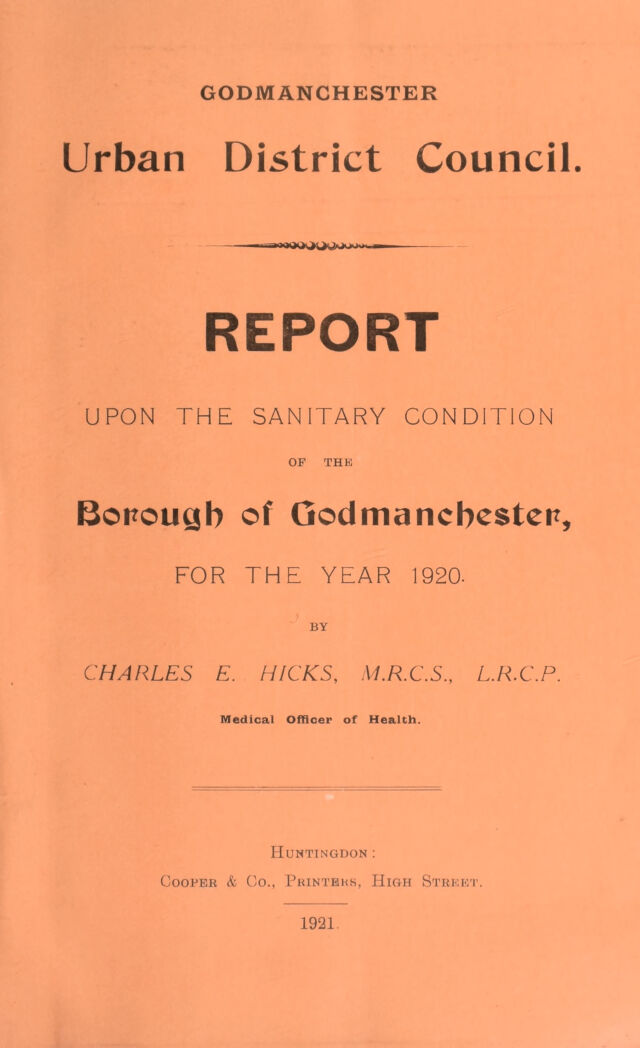 GODMANCHESTER
Urban District Council.
REPORT
UPON THE SANITARY CONDITION
OF THE
Borough of Godmanchester,
FOR THE YEAR 1920.
BY
CHARLES E. HICKS, M.R.C.S., L.R.C.P.
Medical Officer of Health.
HUNTINGDON:
COOPER & CO., PRINTERS, HIGH STREET.
1921.